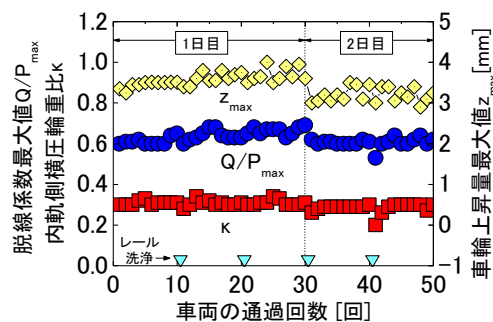 脱線係数最大値Q/Pmax
内軌側横圧輪重比κ
1.2
1.0
0.8
0.6
0.4
0.2
0.0
1日目
2日目
zmax
Q/Pmax
κ
レール
洗浄→
5
4
3
2
1
0
−1
車輪上昇量最大値zmax[mm]
0
10
20
30
40
50
車両の通過回数 [回]